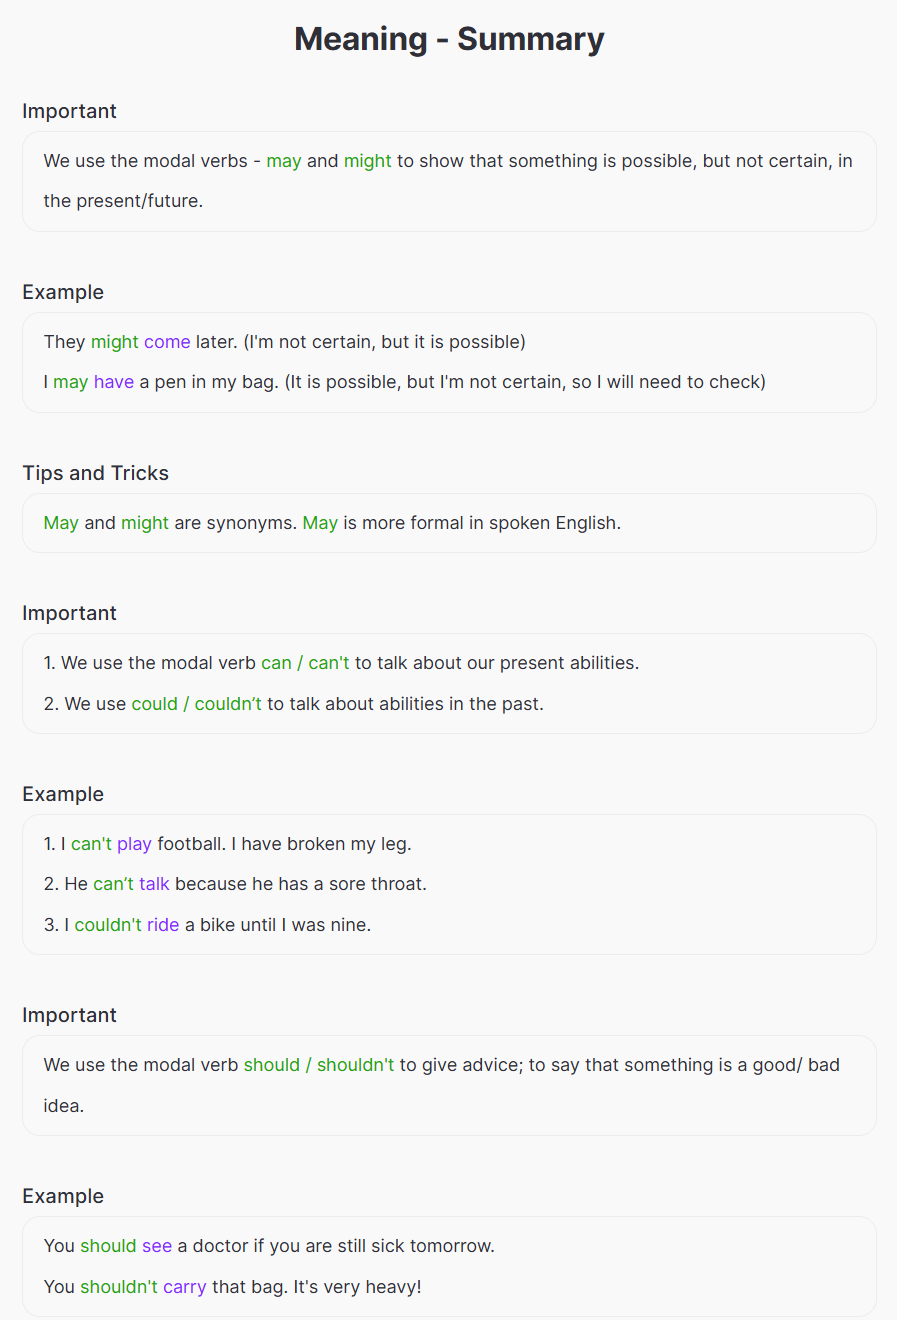 Meaning - Summary
Important
We use the modal verbs - may and might to show that something is possible, but not certain, in
the present/future.
Example
They might come later. (I'm not certain, but it is possible)
I may have a pen in my bag. (It is possible, but I'm not certain, so I will need to check)
Tips and Tricks
May and might are synonyms. May is more formal in spoken English.
Important
1. We use the modal verb can / can't to talk about our present abilities.
2. We use could / couldn’t to talk about abilities in the past.
Example
1. I can't play football. I have broken my leg.
2. He can’t talk because he has a sore throat.
3. I couldn't ride a bike until I was nine.
Important
We use the modal verb should / shouldn't to give advice; to say that something is a good/ bad
idea.
Example
You should see a doctor if you are still sick tomorrow.
You shouldn't carry that bag. It's very heavy!